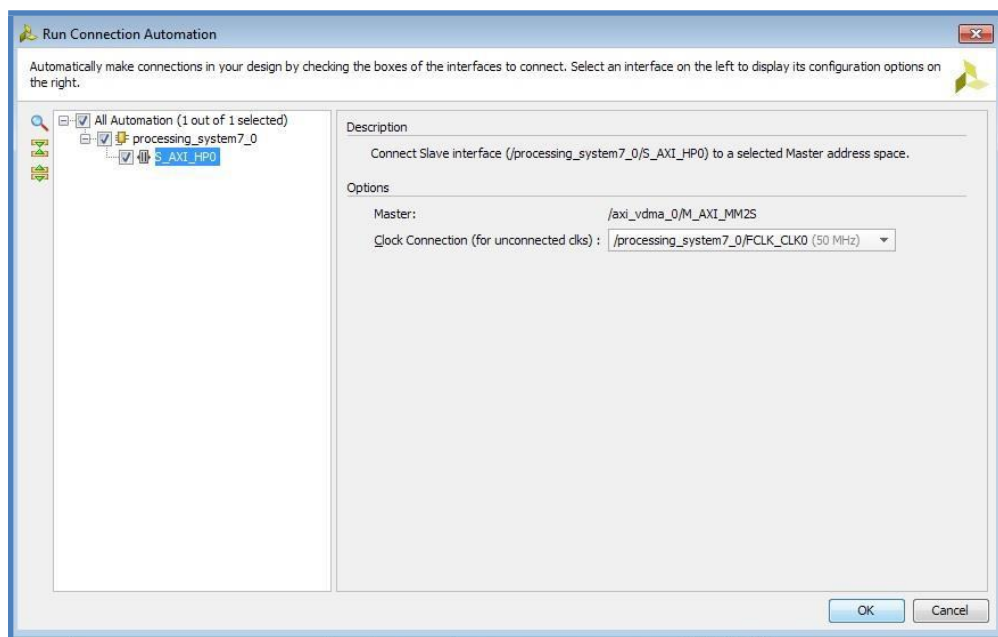 Run Connection Automation
Automatically make connections in your design by checking the boxes of the interfaces to connect. Select an interface on the left to display its configuration options on
the right.
All Automation (1 out of 1 selected)
processing_system7_0
S_AXI_HP0
Description
Connect Slave interface (/processing_system7_0/S_AXI_HP0) to a selected Master address space.
Options
Master: /axi_vdma_0/M_AXI_MM2S
Clock Connection (for unconnected clks) : /processing_system7_0/FCLK_CLK0 (50 MHz)
OK Cancel